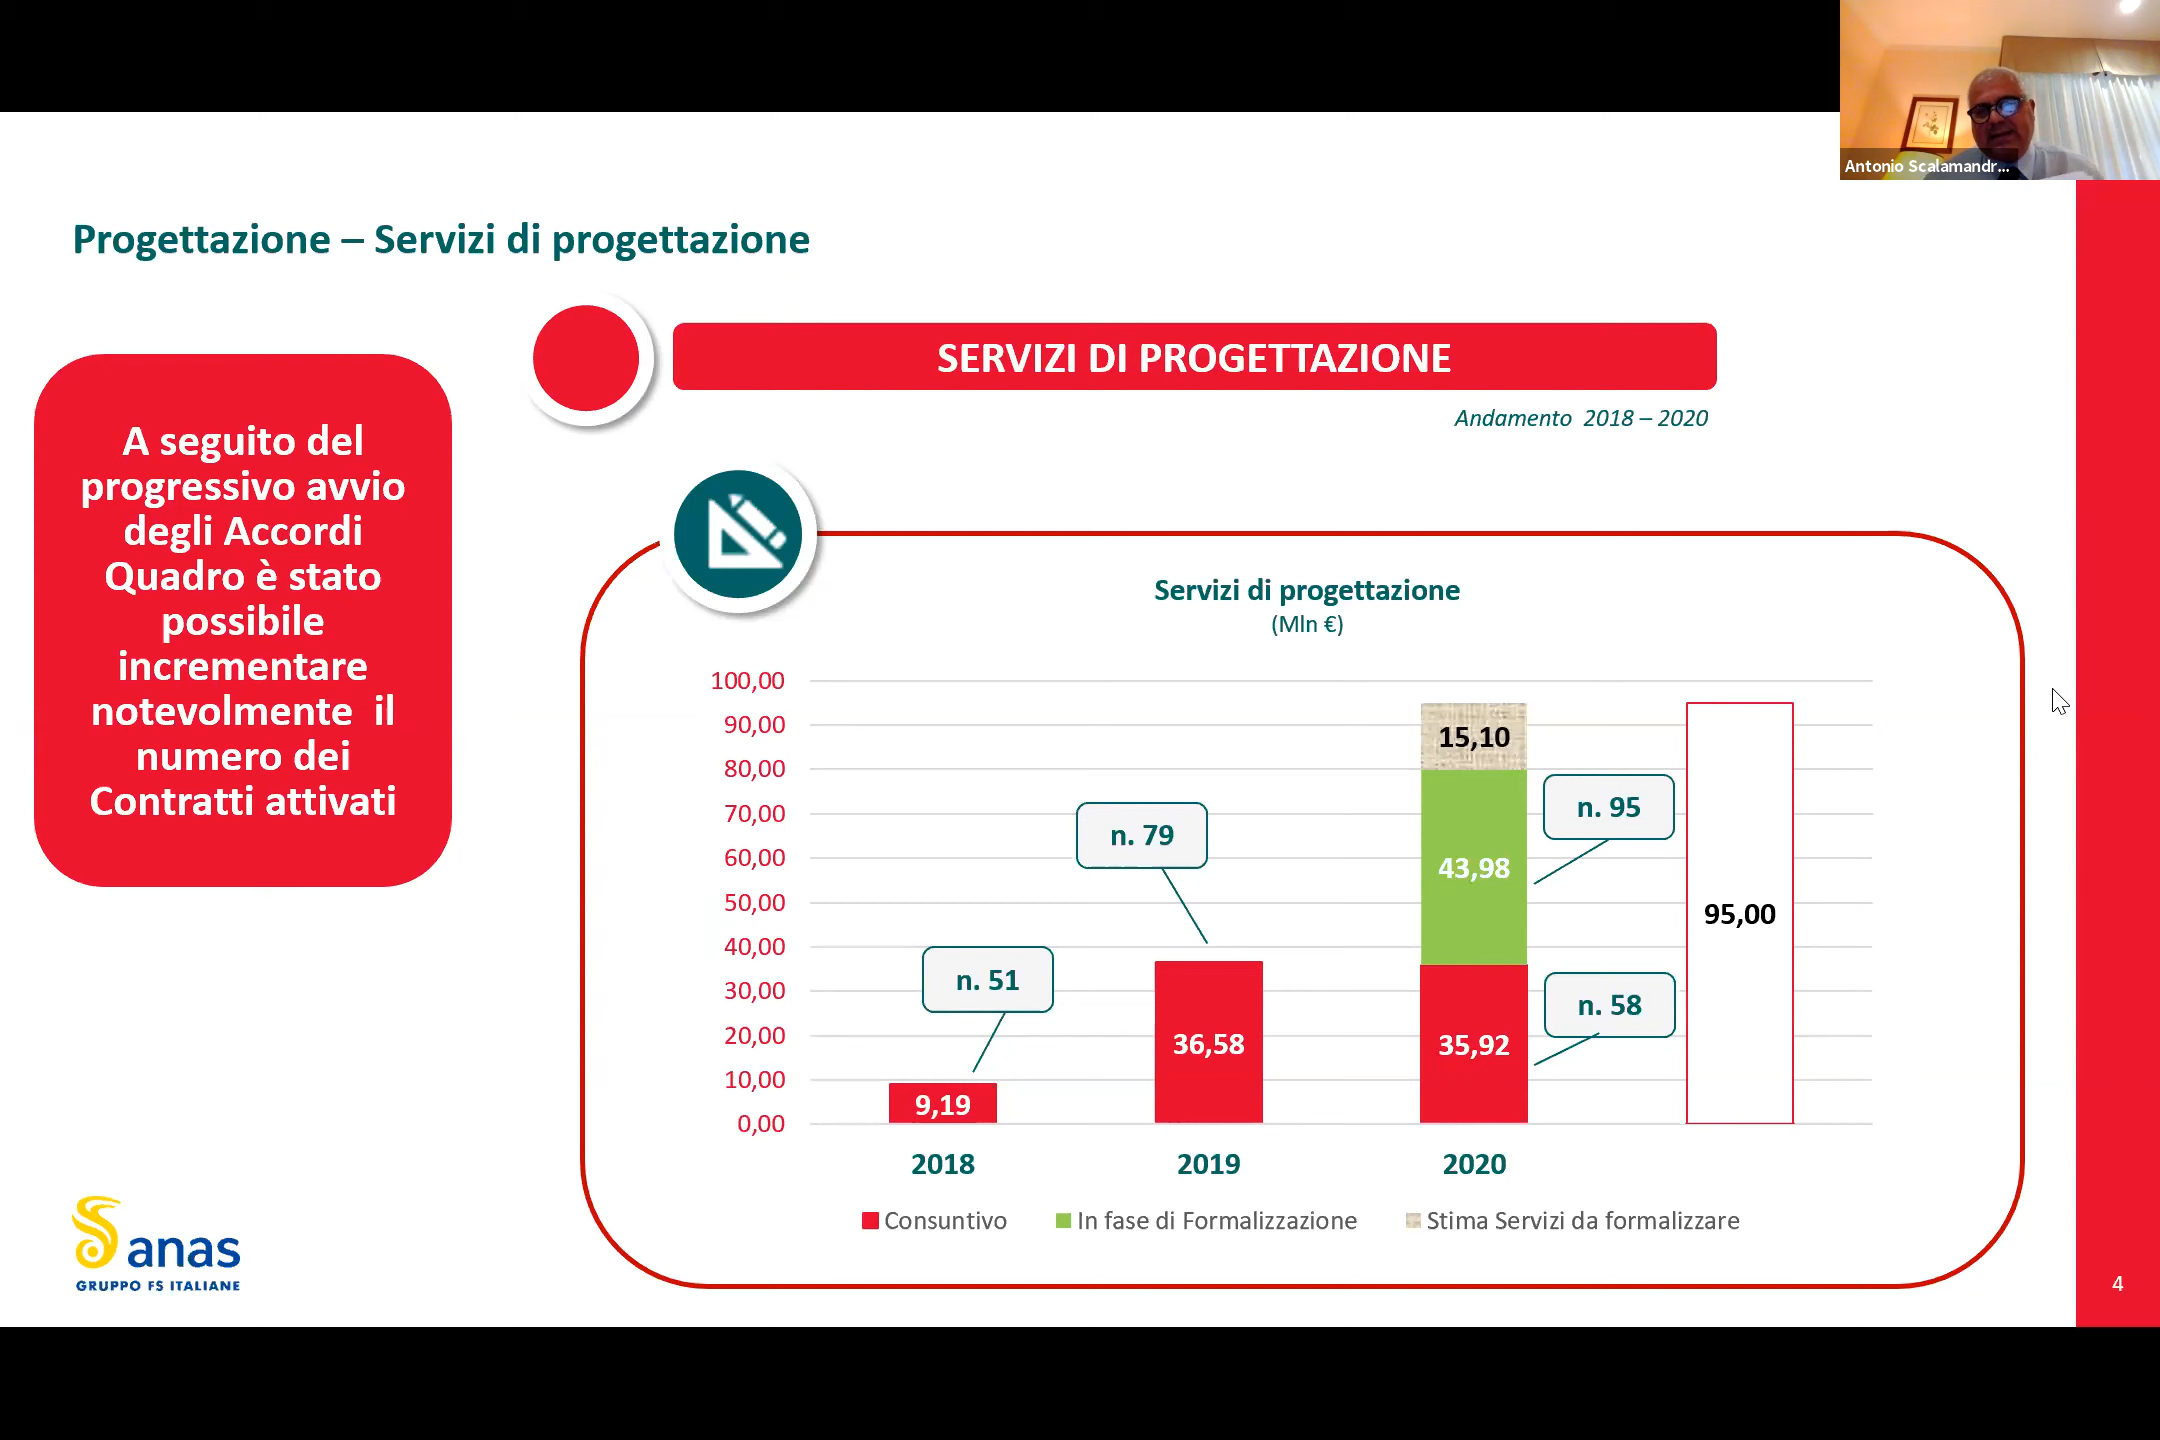 Antonio Scalamandr...
Progettazione – Servizi di progettazione
SERVIZI DI PROGETTAZIONE
Andamento 2018 – 2020
A seguito del
progressivo avvio
degli Accordi
Quadro è stato
possibile
incrementare
notevolmente il
numero dei
Contratti attivati
Servizi di progettazione
(Mln €)
100,00
90,00
80,00
70,00
60,00
50,00
40,00
30,00
20,00
10,00
0,00
9,19
n. 51
36,58
n. 79
15,10
43,98
35,92
n. 95
n. 58
95,00
2018
2019
2020
Consuntivo
In fase di Formalizzazione
Stima Servizi da formalizzare
anas
GRUPPO FS ITALIANE
4